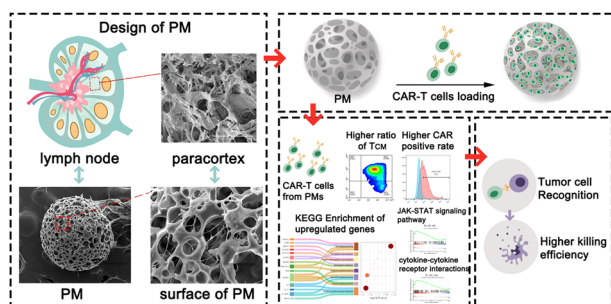 Design of PM
lymph node
paracortex
PM
surface of PM
PM
CAR-T cells
loading
CAR-T cells
from PMs
Higher ratio
of TCM
Higher CAR
positive rate
KEGG Enrichment of
upregulated genes
JAK-STAT signaling
pathway
cytokine-cytokine
receptor interactions
Tumor cell
Recognition
Higher killing
efficiency